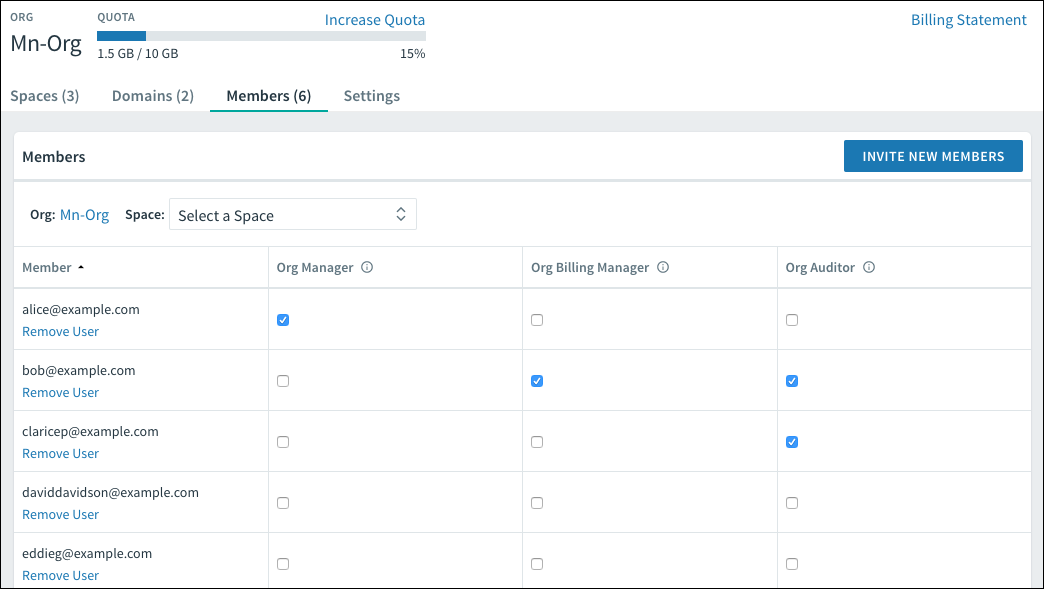 ORG
Mn-Org
QUOTA
Increase Quota
1.5 GB / 10 GB
15%
Billing Statement
Spaces (3) Domains (2) Members (6) Settings
Members
INVITE NEW MEMBERS
Org: Mn-Org Space: Select a Space
Member Org Manager Org Billing Manager Org Auditor
alice@example.com
Remove User
bob@example.com
Remove User
claricep@example.com
Remove User
daviddavidson@example.com
Remove User
eddieg@example.com
Remove User